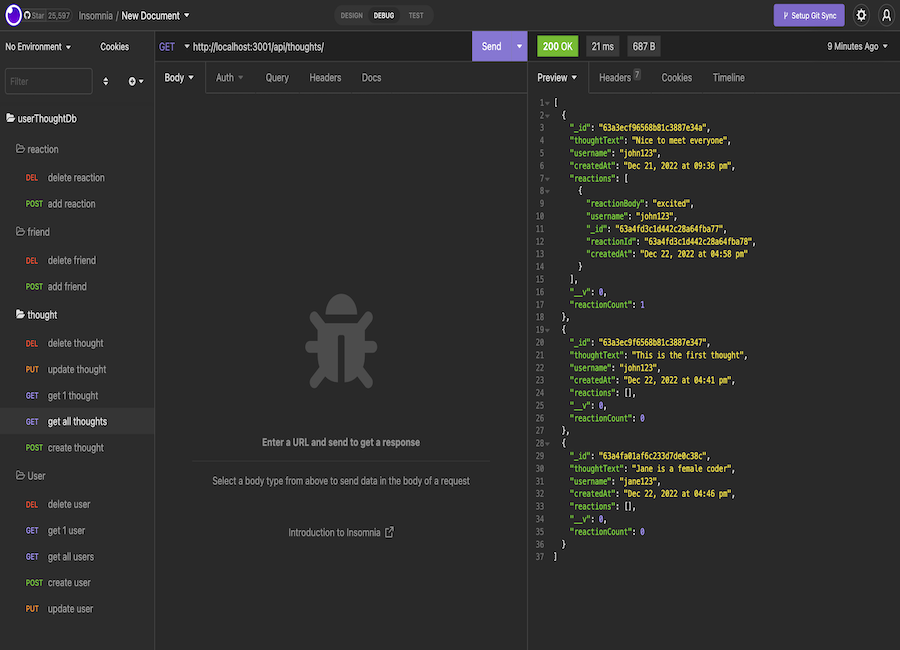 Star 25,597 Insomnia / New Document DESIGN DEBUG TEST Setup Git Sync
No Environment Cookies
GET http://localhost:3001/api/thoughts/ Send
200 OK 21 ms 687 B 9 Minutes Ago
Filter
Body Auth Query Headers Docs
Preview Headers 7 Cookies Timeline
userThoughtDb
reaction
DEL delete reaction
POST add reaction
friend
DEL delete friend
POST add friend
thought
DEL delete thought
PUT update thought
GET get 1 thought
GET get all thoughts
POST create thought
User
DEL delete user
GET get 1 user
GET get all users
POST create user
PUT update user
Enter a URL and send to get a response
Select a body type from above to send data in the body of a request
Introduction to Insomnia
1 [
2 {
3 "_id": "63a3ecf96568b81c3887e34a",
4 "thoughtText": "Nice to meet everyone",
5 "username": "john123",
6 "createdAt": "Dec 21, 2022 at 09:36 pm",
7 "reactions": [
8 {
9 "reactionBody": "excited",
10 "username": "john123",
11 "_id": "63a4fd3c1d442c28a64fba77",
12 "reactionId": "63a4fd3c1d442c28a64fba78",
13 "createdAt": "Dec 22, 2022 at 04:58 pm"
14 }
15 ],
16 "__v": 0,
17 "reactionCount": 1
18 },
19 {
20 "_id": "63a3ec9f6568b81c3887e347",
21 "thoughtText": "This is the first thought",
22 "username": "john123",
23 "createdAt": "Dec 22, 2022 at 04:41 pm",
24 "reactions": [],
25 "__v": 0,
26 "reactionCount": 0
27 },
28 {
29 "_id": "63a4fa01af6c233d7de0c38c",
30 "thoughtText": "Jane is a female coder",
31 "username": "jane123",
32 "createdAt": "Dec 22, 2022 at 04:46 pm",
33 "reactions": [],
34 "__v": 0,
35 "reactionCount": 0
36 }
37 ]